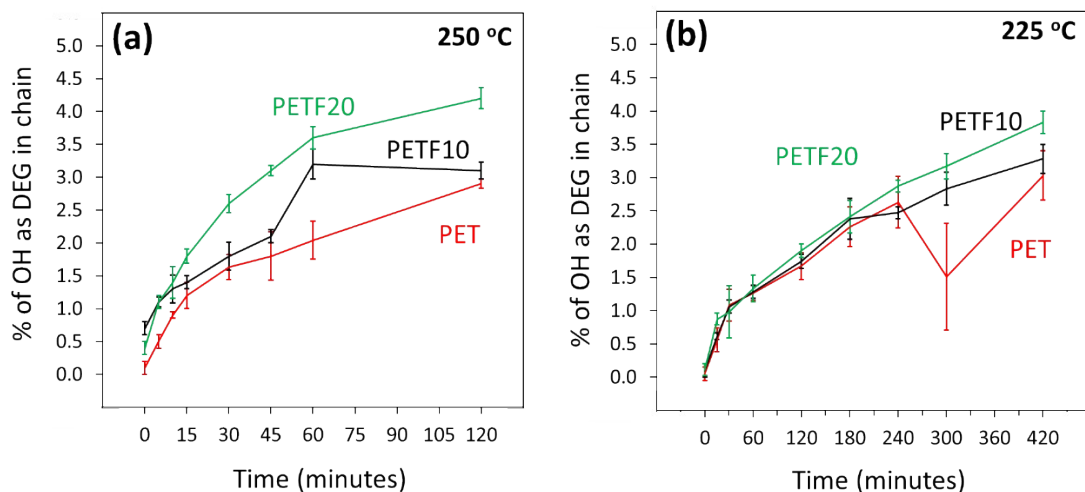 (a)
250 °C
% of OH as DEG in chain
5.0
4.5
4.0
3.5
3.0
2.5
2.0
1.5
1.0
0.5
0.0
PETF20
PETF10
PET
0 15 30 45 60 75 90 105 120
Time (minutes)
(b)
225 °C
% of OH as DEG in chain
5.0
4.5
4.0
3.5
3.0
2.5
2.0
1.5
1.0
0.5
0.0
PETF10
PETF20
PET
0 60 120 180 240 300 360 420
Time (minutes)